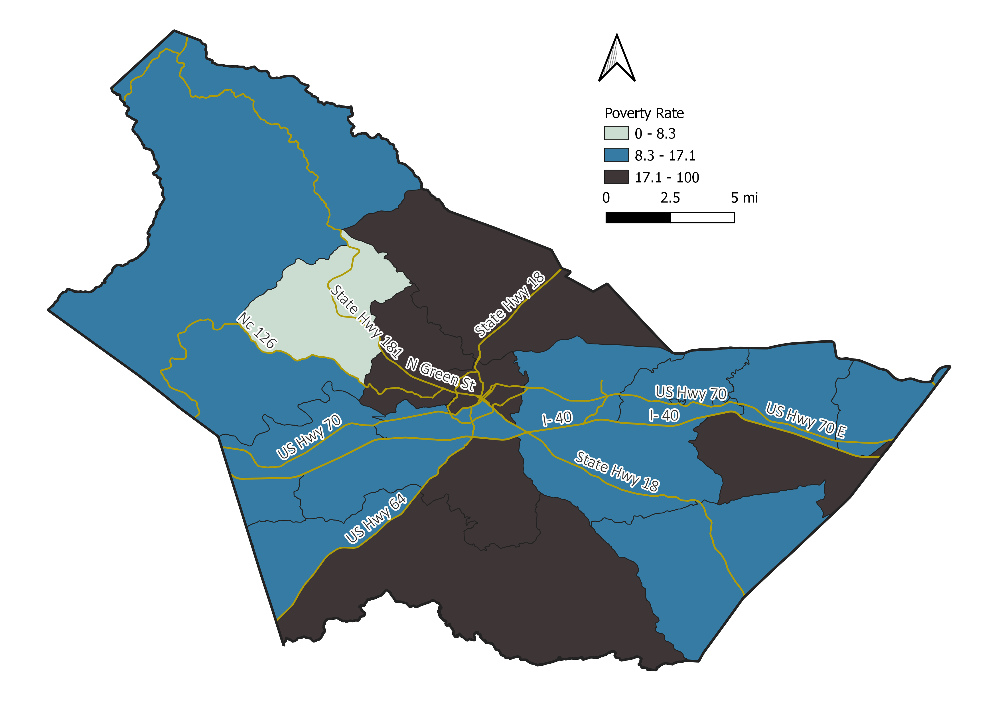 Poverty Rate
0 - 8.3
8.3 - 17.1
17.1 - 100
0 2.5 5 mi
State Hwy 18
State Hwy 181
Nc 126
N Green St
US Hwy 70
I- 40
I- 40
US Hwy 70 E
US Hwy 70
State Hwy 18
US Hwy 64